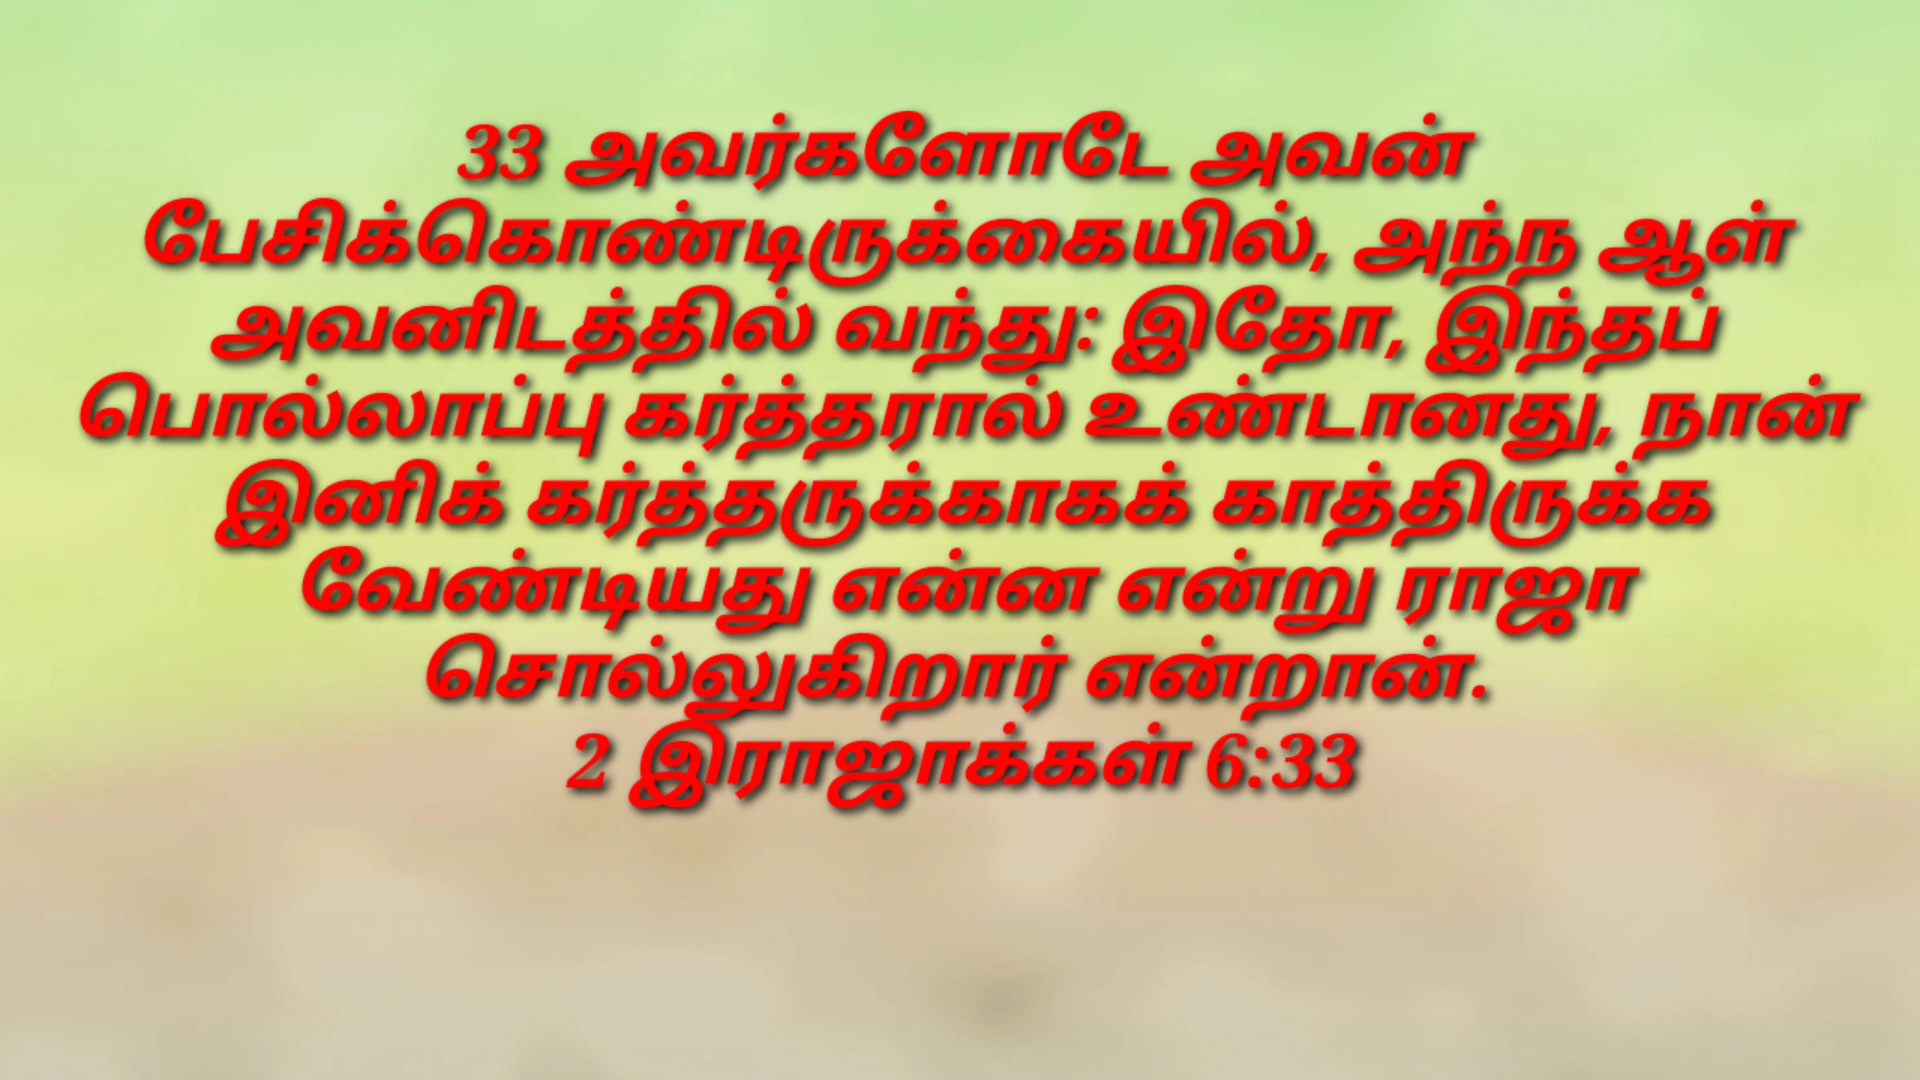 33 அவர்களோடே அவன்
பேசிக்கொண்டிருக்கையில், அந்ந ஆள்
அவனிடத்தில் வந்து: இதோ, இந்தப்
பொல்லாப்பு கர்த்தரால் உண்டானது, நான்
இனிக் கர்த்தருக்காகக் காத்திருக்க
வேண்டியது என்ன என்று ராஜா
சொல்லுகிறார் என்றான்.
2 இராஜாக்கள் 6:33